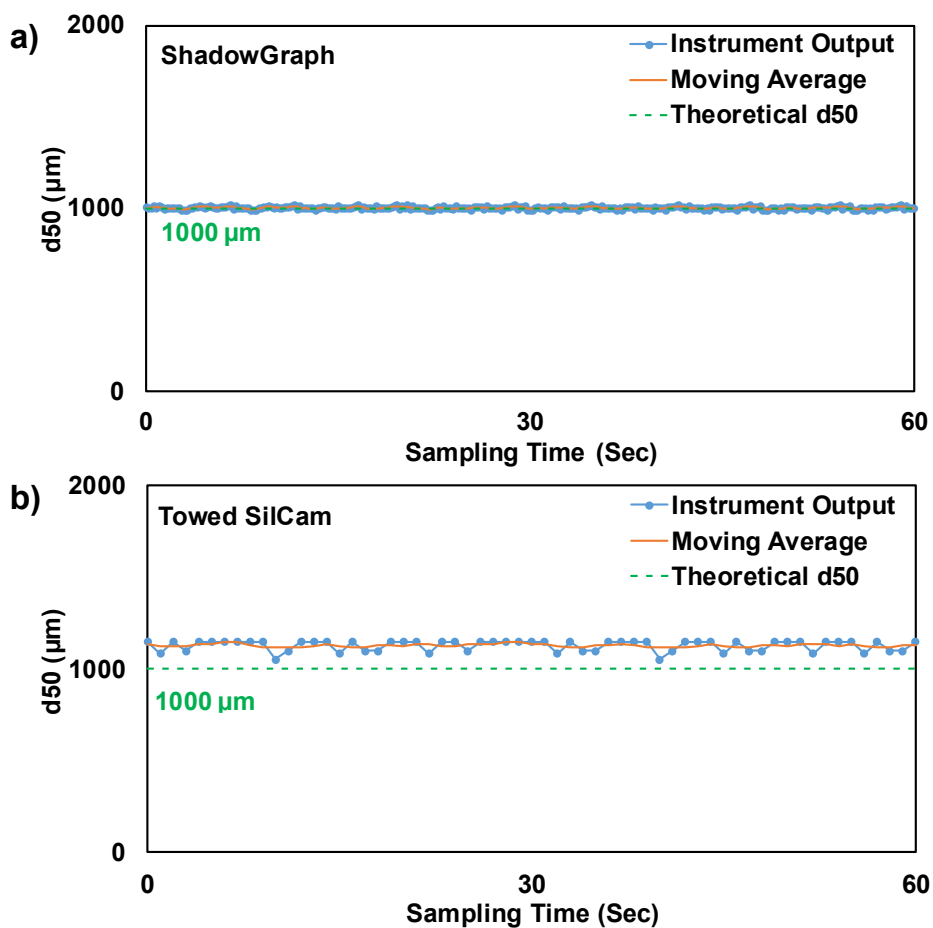 a)
2000
ShadowGraph
Instrument Output
Moving Average
Theoretical d50
d50 (µm)
1000
1000 µm
0
0
30
60
Sampling Time (Sec)
b)
2000
Towed SilCam
Instrument Output
Moving Average
Theoretical d50
d50 (µm)
1000
1000 µm
0
0
30
60
Sampling Time (Sec)